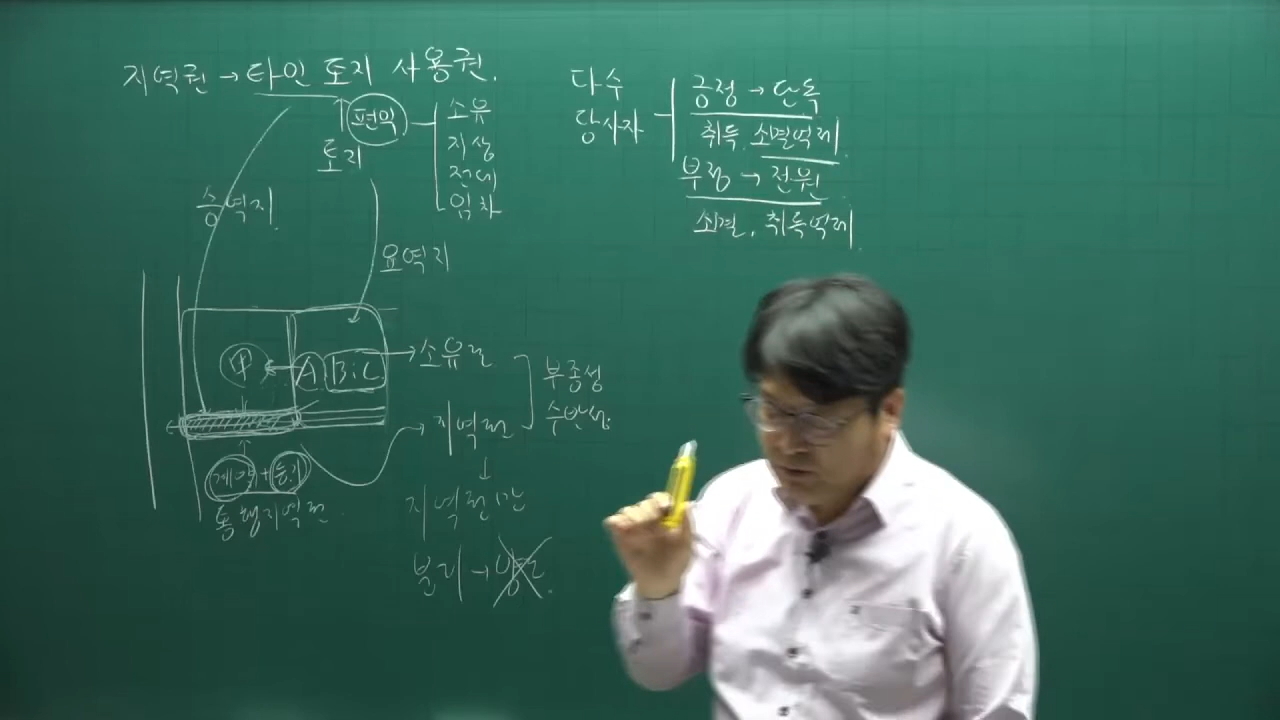 지역권 → 타인 토지 사용권.
편익
토지
소유
지상
전세
임차
승역지
요역지
甲
A
B, C
→ 소유권
→ 지역권
부종성
수반성
계약 + 등기
통행지역권
지역권만
분리 → 양도
다수
당사자
긍정 → 단독
취득, 소멸억제
부정 → 전원
소멸, 취득억제